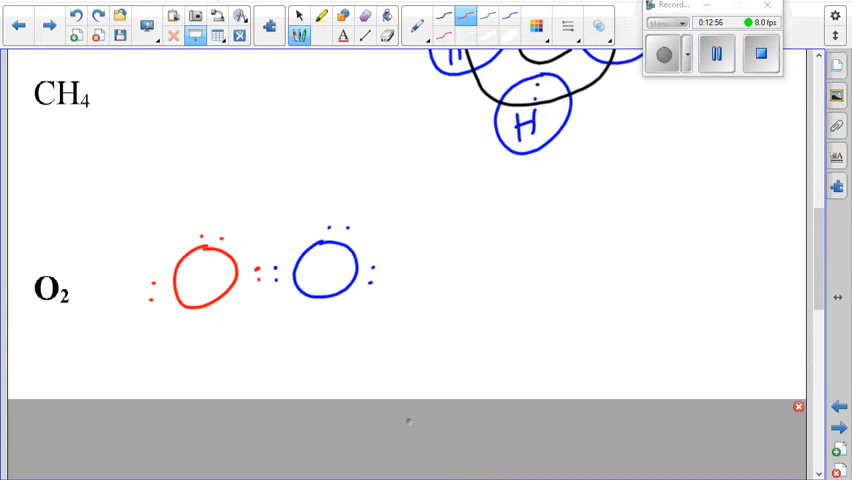 Record...
Menu
0:12:56
8.0 fps
CH₄
H
H
O₂